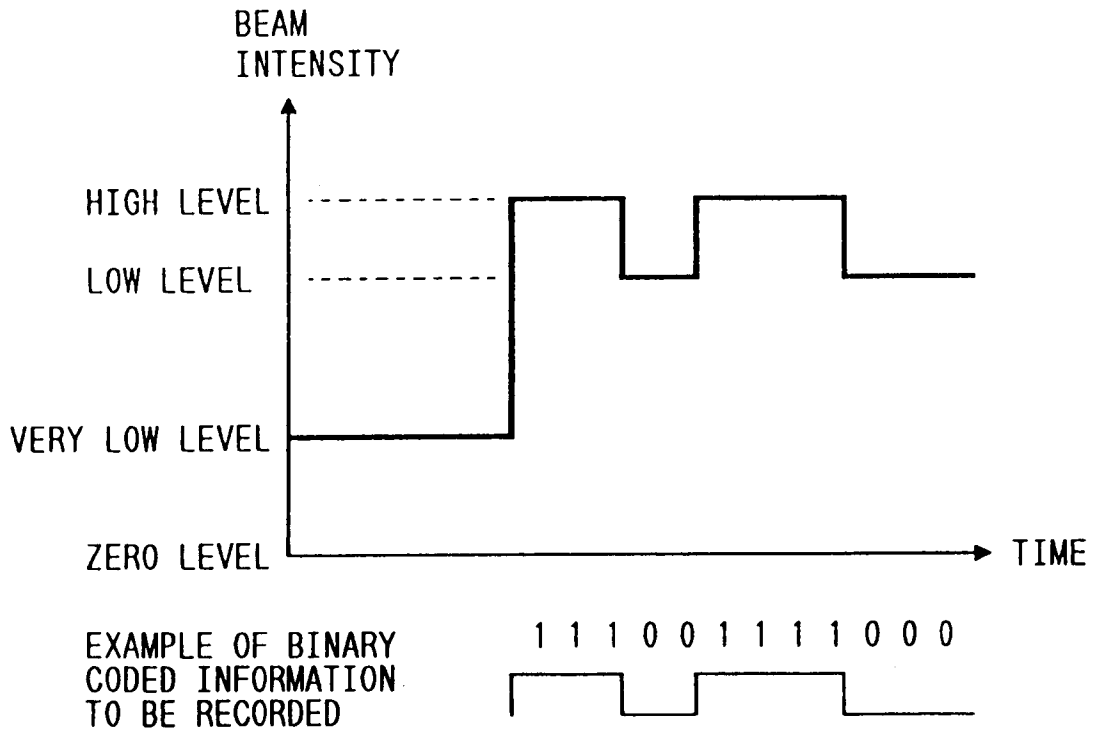 BEAM
INTENSITY
HIGH LEVEL
LOW LEVEL
VERY LOW LEVEL
ZERO LEVEL
TIME
1 1 1 0 0 1 1 1 1 0 0 0
EXAMPLE OF BINARY
CODED INFORMATION
TO BE RECORDED